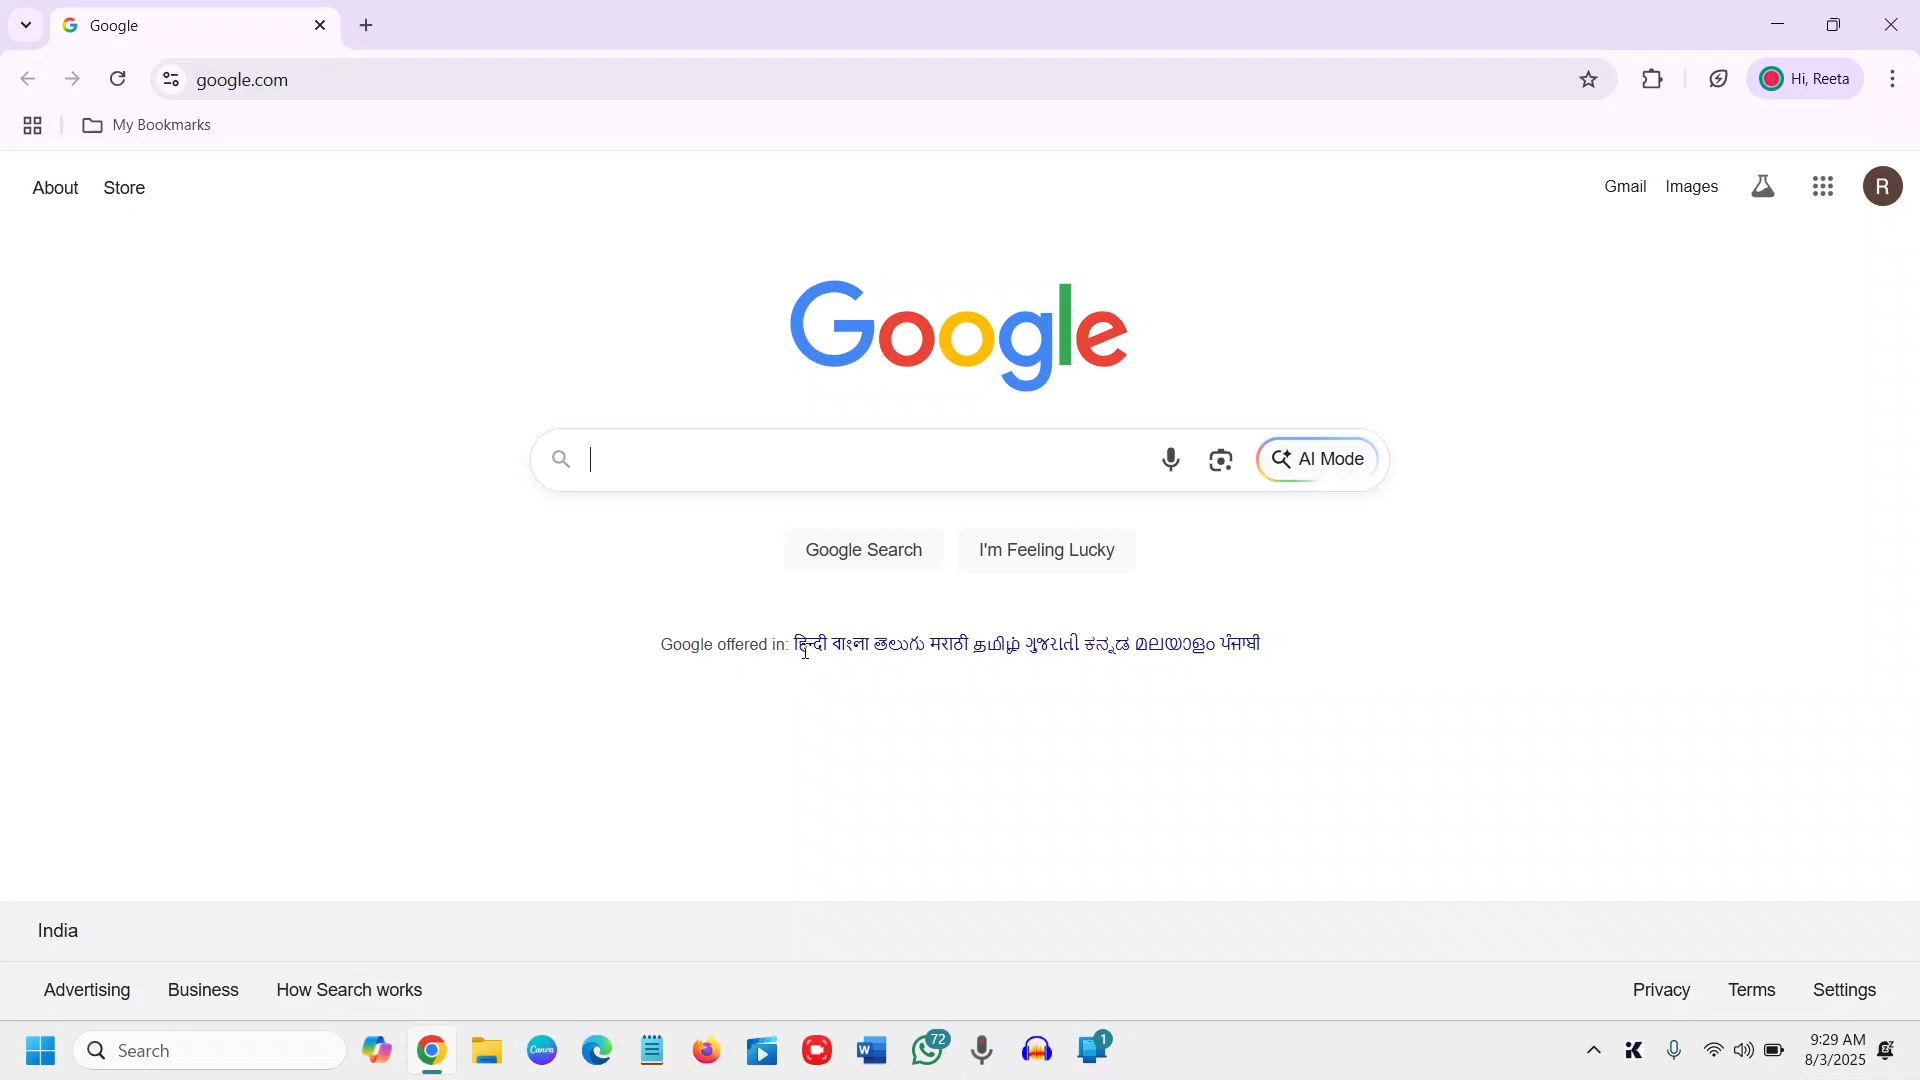 Google
google.com
Hi, Reeta
My Bookmarks
About Store
Gmail Images
R
Google
AI Mode
Google Search I'm Feeling Lucky
Google offered in: हिन्दी বাংলা తెలుగు मराठी தமிழ் ગુજરાતી ಕನ್ನಡ മലയാളം ਪੰਜਾਬੀ
India
Advertising Business How Search works
Privacy Terms Settings
Search
Canva
W
72
1
K
9:29 AM
8/3/2025